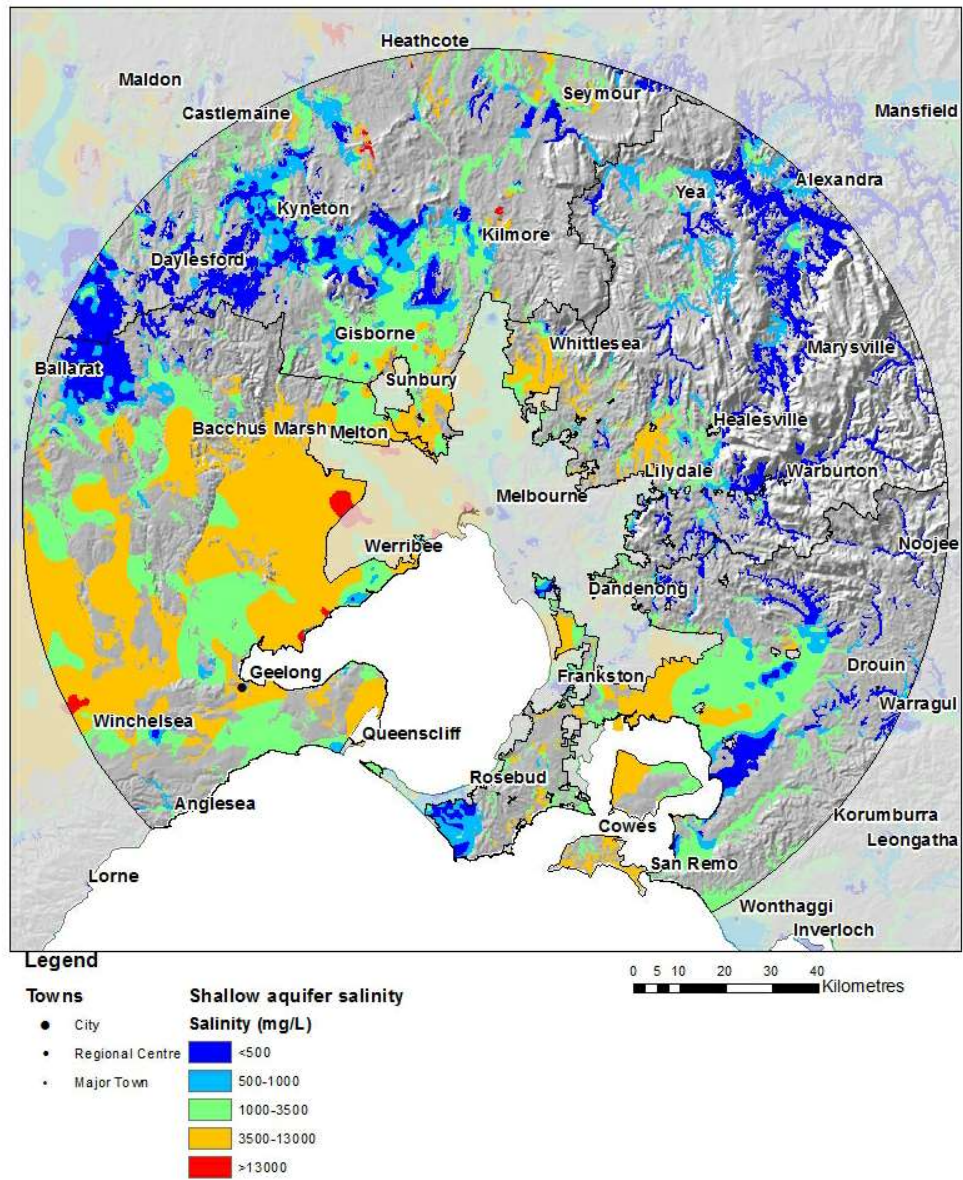 Heathcote
Maldon
Seymour
Castlemaine
Mansfield
Alexandra
Yea
Kyneton
Kilmore
Daylesford
Gisborne
Whittlesea
Marysville
Ballarat
Sunbury
Healesville
Bacchus Marsh
Melton
Lilydale
Warburton
Melbourne
Werribee
Noojee
Dandenong
Geelong
Frankston
Drouin
Warragul
Winchelsea
Queenscliff
Rosebud
Anglesea
Cowes
Korumburra
Leongatha
San Remo
Lorne
Wonthaggi
Inverloch
Legend
Towns
City
Regional Centre
Major Town
Shallow aquifer salinity
Salinity (mg/L)
<500
500-1000
1000-3500
3500-13000
>13000
0 5 10 20 30 40
Kilometres